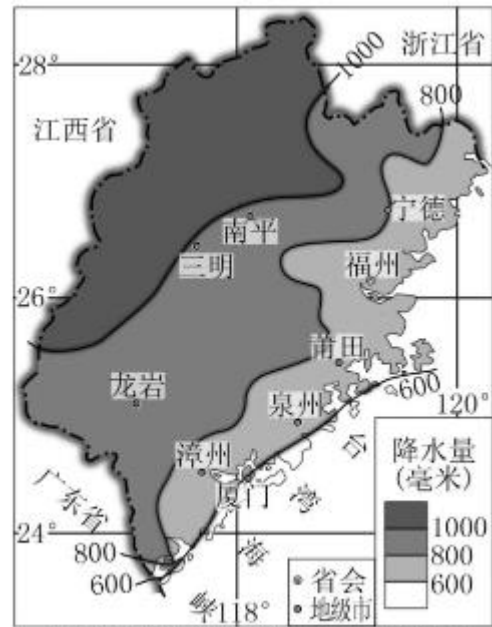 28°
1000
浙江省
800
江西省
宁德
南平
三明
福州
26°
莆田
600
龙岩
120°
泉州
台
漳州
湾
厦门
广东省
海
24°
800
600
峡
118°
降水量
(毫米)
1000
800
600
省会
地级市